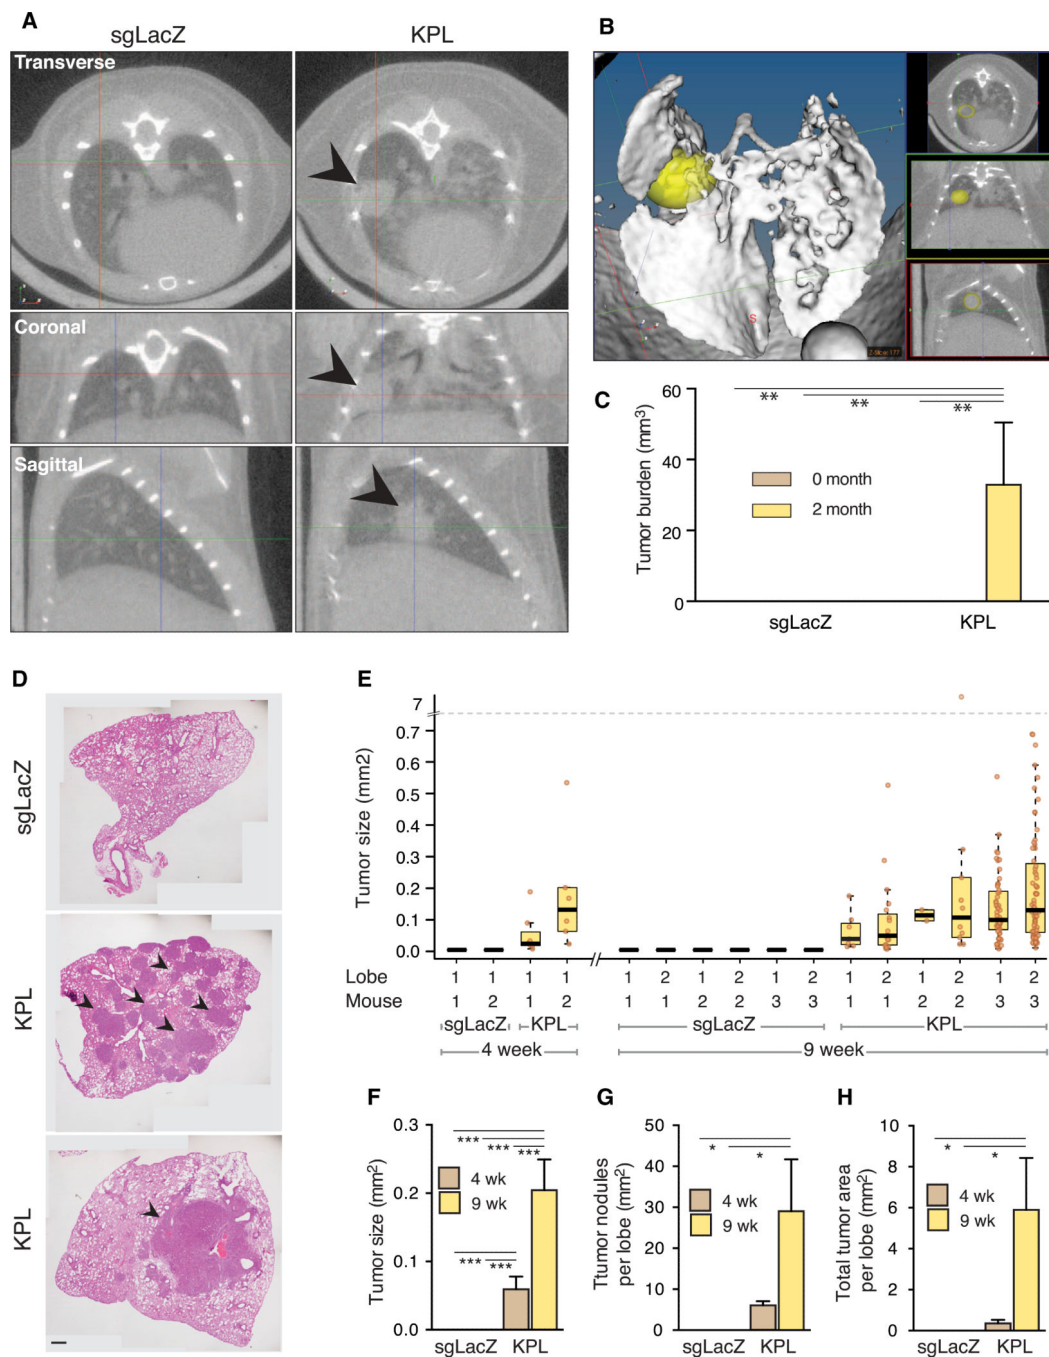 A
sgLacZ KPL
Transverse
Coronal
Sagittal
B
S
C
Tumor burden (mm3)
60
40
20
0
** ** **
0 month
2 month
sgLacZ KPL
D
sgLacZ
KPL
KPL
E
Tumor size (mm2)
7
0.7
0.6
0.5
0.4
0.3
0.2
0.1
0.0
Lobe 1 1 1 1 1 2 1 2 1 2 1 2 1 2 1 2
Mouse 1 2 1 2 1 1 2 2 3 3 1 1 2 2 3 3
sgLacZ KPL sgLacZ KPL
4 week 9 week
F
Tumor size (mm2)
0.3
0.2
0.1
0.0
*** *** ***
4 wk
9 wk
*** ***
sgLacZ KPL
G
Ttumor nodules
per lobe (mm2)
50
40
30
20
10
0
* *
4 wk
9 wk
sgLacZ KPL
H
Total tumor area
per lobe (mm2)
10
8
6
4
2
0
* *
4 wk
9 wk
sgLacZ KPL